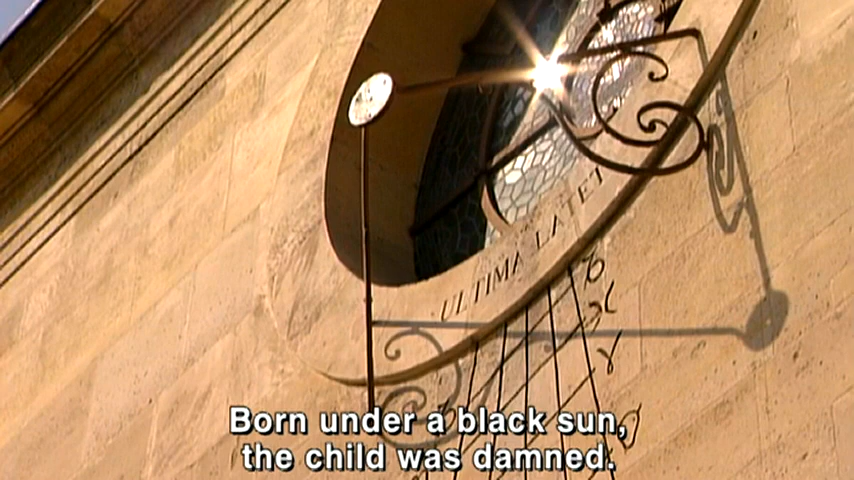 ULTIMA LATET
Born under a black sun,
the child was damned.